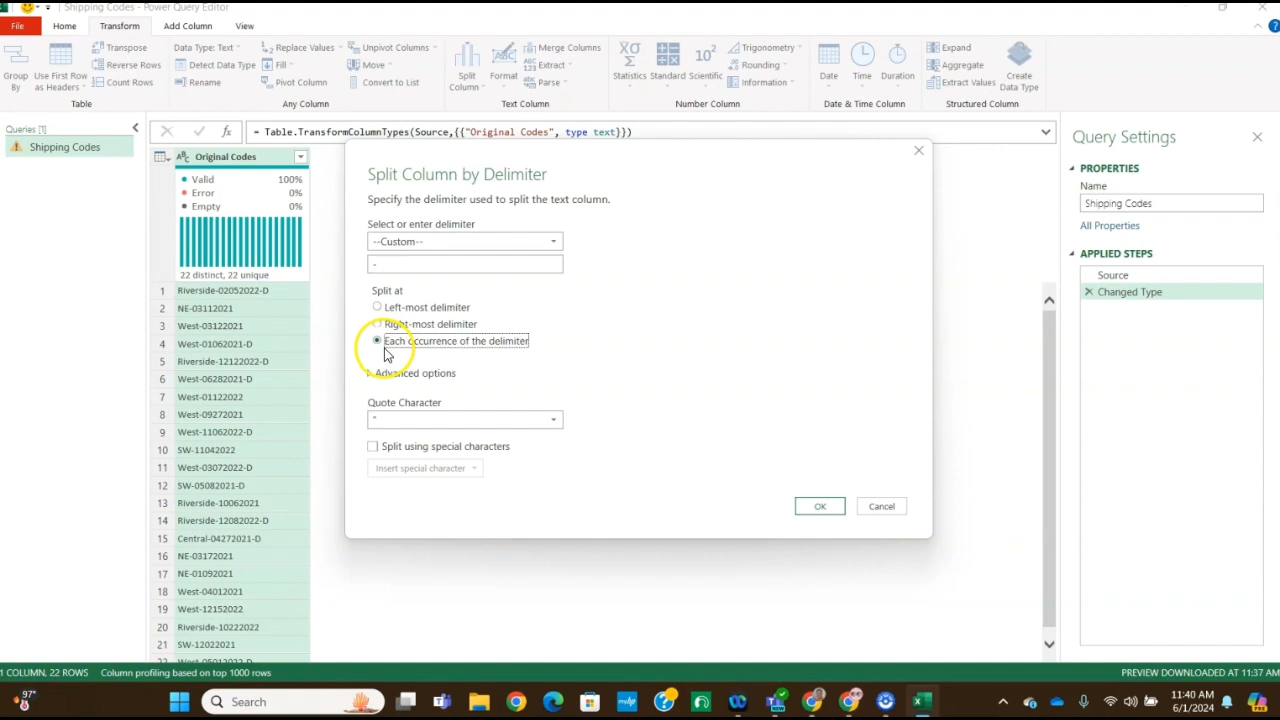 Shipping Codes - Power Query Editor
File Home Transform Add Column View
Transpose Data Type: Text Replace Values Unpivot Columns Merge Columns Trigonometry Expand
Group By Use First Row as Headers Reverse Rows Detect Data Type Fill Move Split Column Format Extract Statistics Standard Scientific Rounding Date Time Duration Aggregate Create Data Type
Count Rows Rename Pivot Column Convert to List Parse Information Extract Values
Table Any Column Text Column Number Column Date & Time Column Structured Column
Queries [1]
Shipping Codes
fx = Table.TransformColumnTypes(Source,{{"Original Codes", type text}})
ABC Original Codes
Valid 100%
Error 0%
Empty 0%
22 distinct, 22 unique
1 Riverside-02052022-D
2 NE-03112021
3 West-03122021
4 West-01062021-D
5 Riverside-12122022-D
6 West-06282021-D
7 West-01122022
8 West-09272021
9 West-11062022-D
10 SW-11042022
11 West-03072022-D
12 SW-05082021-D
13 Riverside-10062021
14 Riverside-12082022-D
15 Central-04272021-D
16 NE-03172021
17 NE-01092021
18 West-04012021
19 West-12152022
20 Riverside-10222022
21 SW-12022021
22 West-05012022-D
Split Column by Delimiter
Specify the delimiter used to split the text column.
Select or enter delimiter
--Custom--
-
Split at
Left-most delimiter
Right-most delimiter
Each occurrence of the delimiter
Advanced options
Quote Character
"
Split using special characters
Insert special character
OK Cancel
Query Settings
PROPERTIES
Name
Shipping Codes
All Properties
APPLIED STEPS
Source
Changed Type
1 COLUMN, 22 ROWS Column profiling based on top 1000 rows PREVIEW DOWNLOADED AT 11:37 AM
97°
Search
11:40 AM
6/1/2024